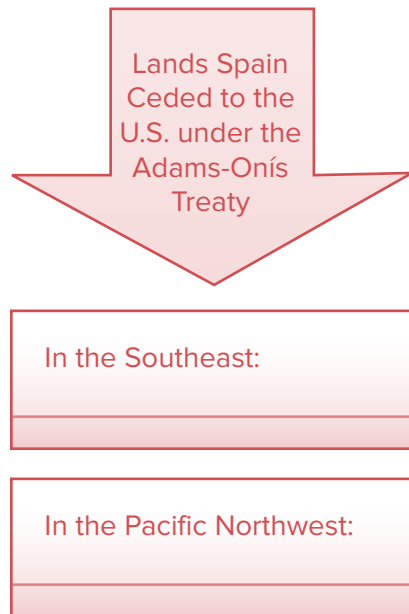 Lands Spain
Ceded to the
U.S. under the
Adams-Onís
Treaty
In the Southeast:
In the Pacific Northwest: